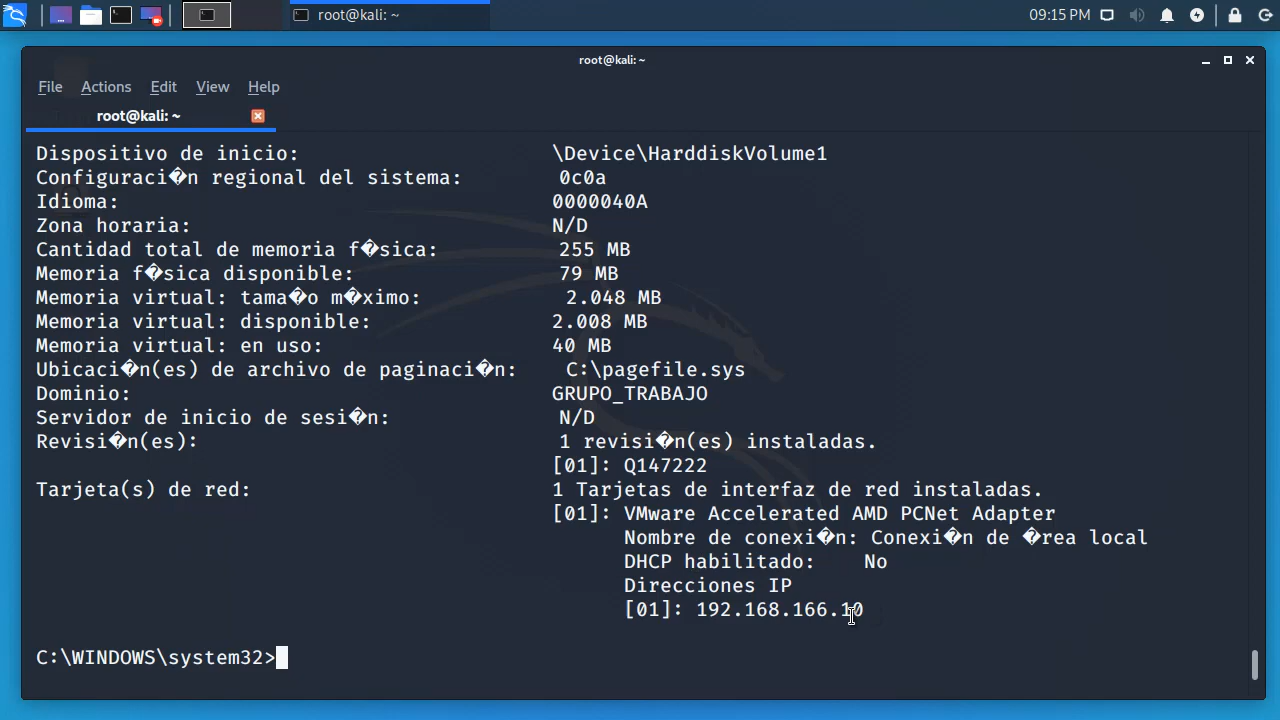 root@kali: ~
09:15 PM
root@kali: ~
File Actions Edit View Help
root@kali: ~
Dispositivo de inicio: \Device\HarddiskVolume1
Configuraci�n regional del sistema: 0c0a
Idioma: 0000040A
Zona horaria: N/D
Cantidad total de memoria f�sica: 255 MB
Memoria f�sica disponible: 79 MB
Memoria virtual: tama�o m�ximo: 2.048 MB
Memoria virtual: disponible: 2.008 MB
Memoria virtual: en uso: 40 MB
Ubicaci�n(es) de archivo de paginaci�n: C:\pagefile.sys
Dominio: GRUPO_TRABAJO
Servidor de inicio de sesi�n: N/D
Revisi�n(es): 1 revisi�n(es) instaladas.
[01]: Q147222
Tarjeta(s) de red: 1 Tarjetas de interfaz de red instaladas.
[01]: VMware Accelerated AMD PCNet Adapter
Nombre de conexi�n: Conexi�n de �rea local
DHCP habilitado: No
Direcciones IP
[01]: 192.168.166.10
C:\WINDOWS\system32>